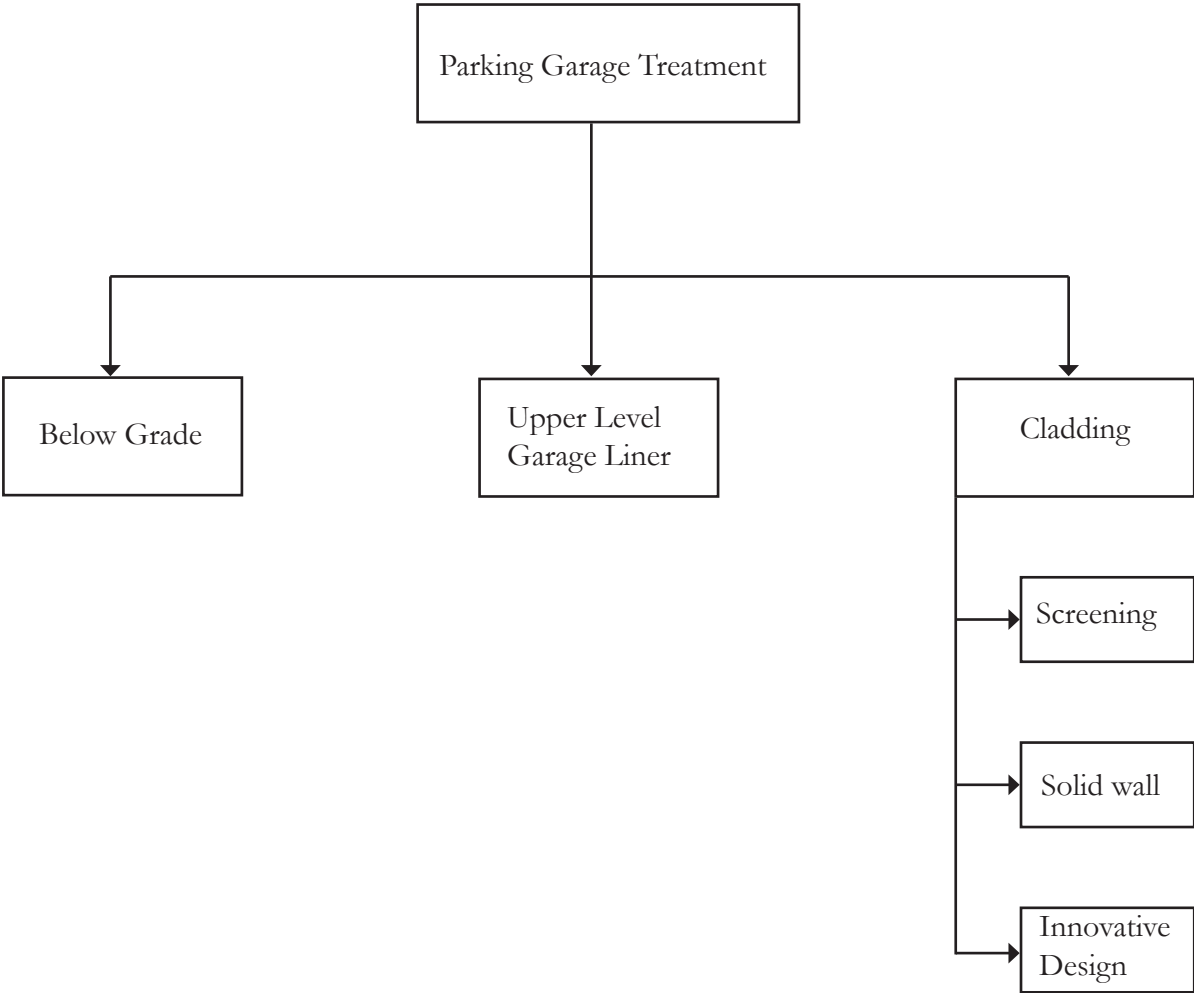 Parking Garage Treatment
Below Grade
Upper Level
Garage Liner
Cladding
Screening
Solid wall
Innovative
Design